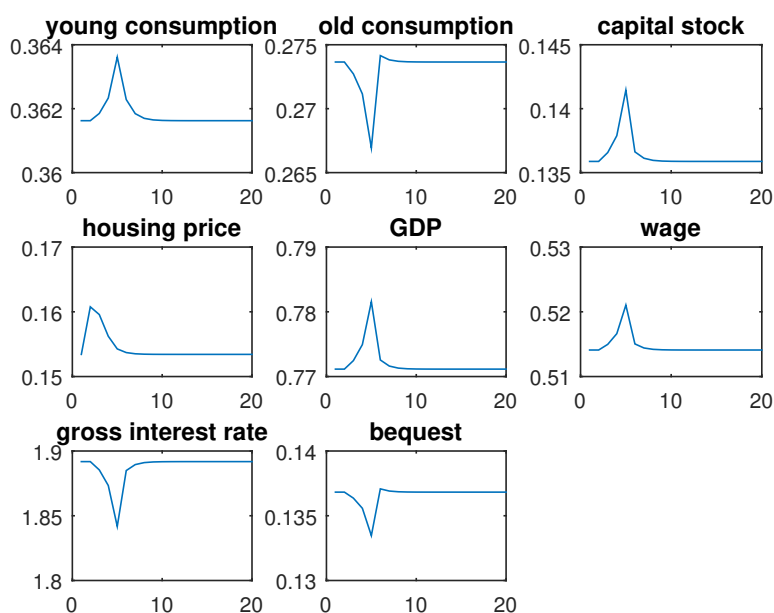 young consumption
0.364
0.362
0.36
0 10 20
old consumption
0.275
0.27
0.265
0 10 20
capital stock
0.145
0.14
0.135
0 10 20
housing price
0.17
0.16
0.15
0 10 20
GDP
0.79
0.78
0.77
0 10 20
wage
0.53
0.52
0.51
0 10 20
gross interest rate
1.9
1.85
1.8
0 10 20
bequest
0.14
0.135
0.13
0 10 20